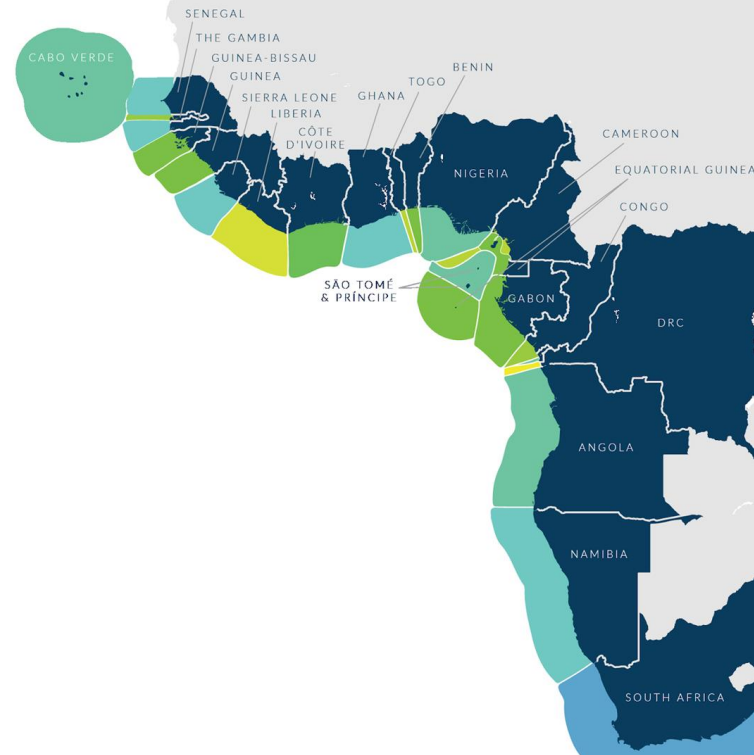 SENEGAL
CABO VERDE
THE GAMBIA
GUINEA-BISSAU
GUINEA
SIERRA LEONE
LIBERIA
CÔTE
D'IVOIRE
GHANA
TOGO
BENIN
NIGERIA
CAMEROON
EQUATORIAL GUINEA
CONGO
SÃO TOMÉ
& PRÍNCIPE
GABON
DRC
ANGOLA
NAMIBIA
SOUTH AFRICA